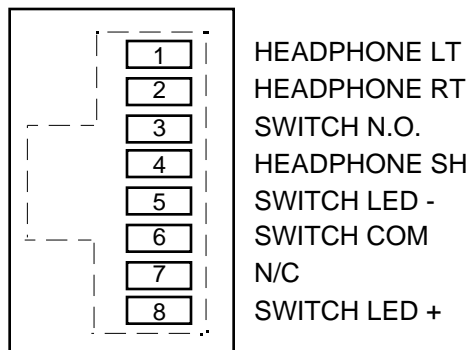 1 HEADPHONE LT
2 HEADPHONE RT
3 SWITCH N.O.
4 HEADPHONE SH
5 SWITCH LED -
6 SWITCH COM
7 N/C
8 SWITCH LED +